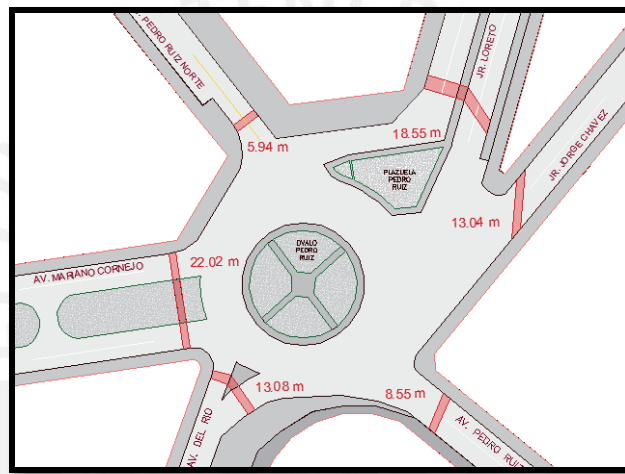 PEDRO RUIZ NORTE
JR. LORETO
5.94 m
18.55 m
JR. JORGE CHAVEZ
PLAZUELA
PEDRO
RUIZ
13.04 m
OVALO
PEDRO
RUIZ
22.02 m
AV. MARIANO CORNEJO
13.08 m
8.55 m
AV. DEL RIO
AV. PEDRO RUIZ